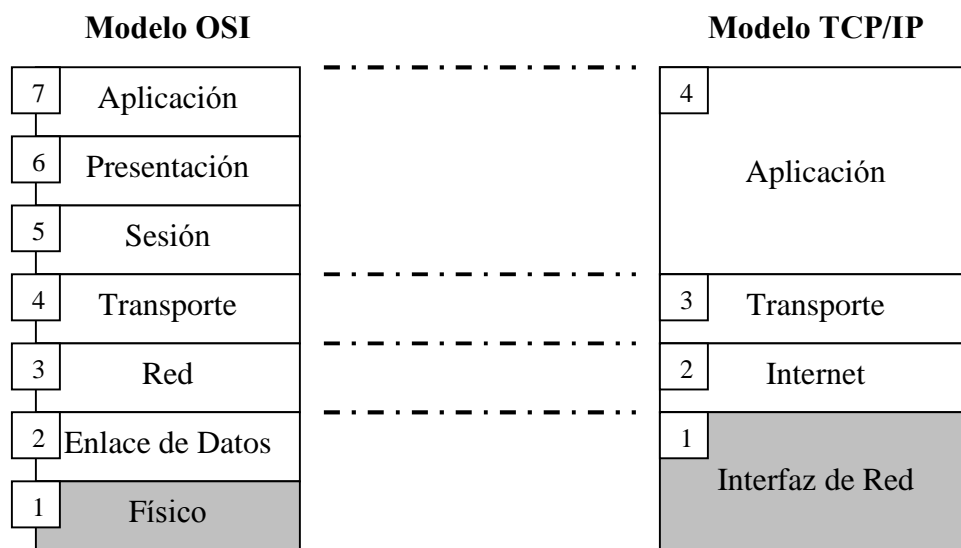 Modelo OSI
7 Aplicación
6 Presentación
5 Sesión
4 Transporte
3 Red
2 Enlace de Datos
1 Físico
Modelo TCP/IP
4 Aplicación
3 Transporte
2 Internet
1 Interfaz de Red